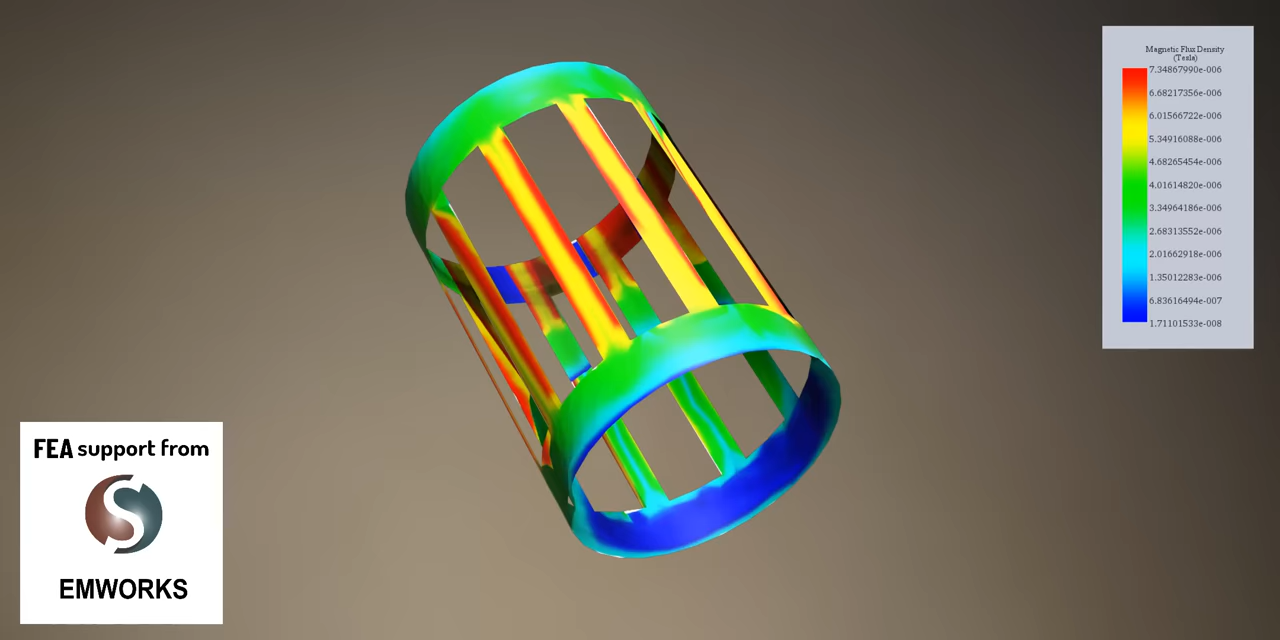 Magnetic Flux Density
(Tesla)
7.34867990e-006
6.68217356e-006
6.01566722e-006
5.34916088e-006
4.68265454e-006
4.01614820e-006
3.34964186e-006
2.68313552e-006
2.01662918e-006
1.35012283e-006
6.83616494e-007
1.71101533e-008
FEA support from
EMWORKS